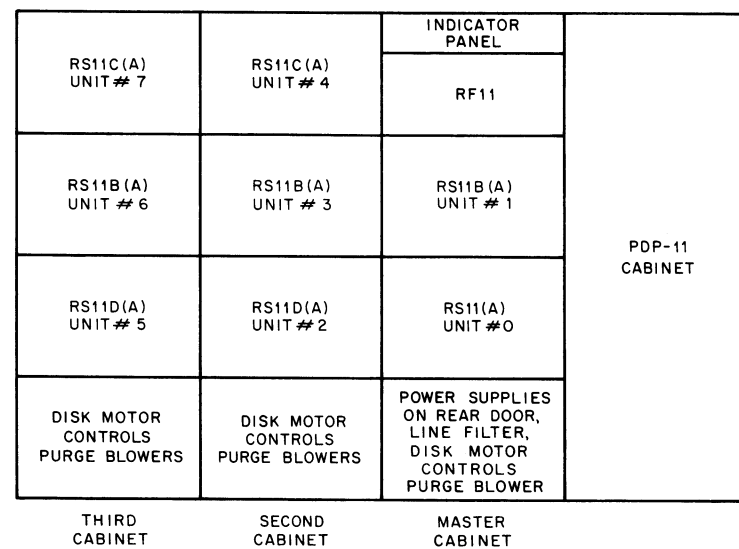 RS11C(A)
UNIT # 7
RS11C(A)
UNIT # 4
INDICATOR
PANEL
RF11
RS11B(A)
UNIT # 6
RS11B(A)
UNIT # 3
RS11B(A)
UNIT # 1
PDP-11
CABINET
RS11D(A)
UNIT # 5
RS11D(A)
UNIT # 2
RS11(A)
UNIT #0
DISK MOTOR
CONTROLS
PURGE BLOWERS
DISK MOTOR
CONTROLS
PURGE BLOWERS
POWER SUPPLIES
ON REAR DOOR,
LINE FILTER,
DISK MOTOR
CONTROLS
PURGE BLOWER
THIRD
CABINET
SECOND
CABINET
MASTER
CABINET